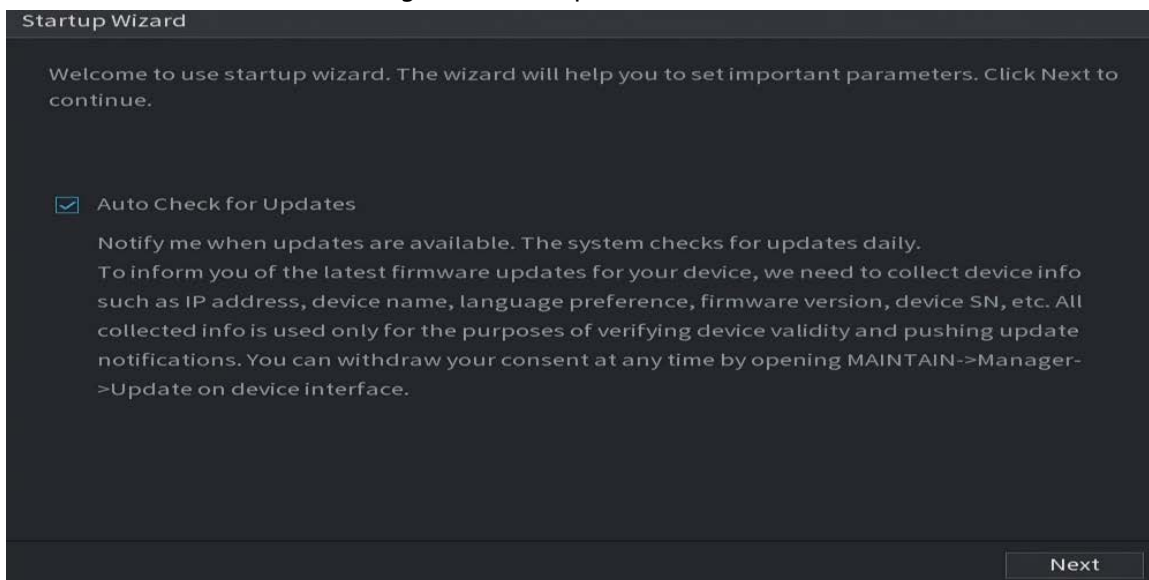 Startup Wizard
Welcome to use startup wizard. The wizard will help you to set important parameters. Click Next to
continue.
Auto Check for Updates
Notify me when updates are available. The system checks for updates daily.
To inform you of the latest firmware updates for your device, we need to collect device info
such as IP address, device name, language preference, firmware version, device SN, etc. All
collected info is used only for the purposes of verifying device validity and pushing update
notifications. You can withdraw your consent at any time by opening MAINTAIN->Manager-
>Update on device interface.
Next